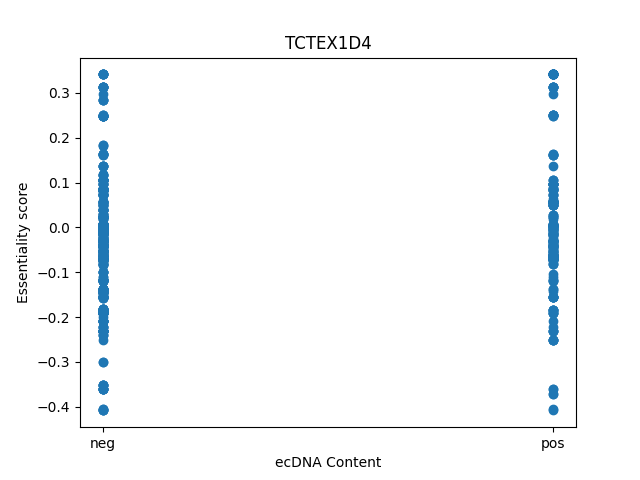 TCTEX1D4
Essentiality score
0.3
0.2
0.1
0.0
−0.1
−0.2
−0.3
−0.4
neg
pos
ecDNA Content